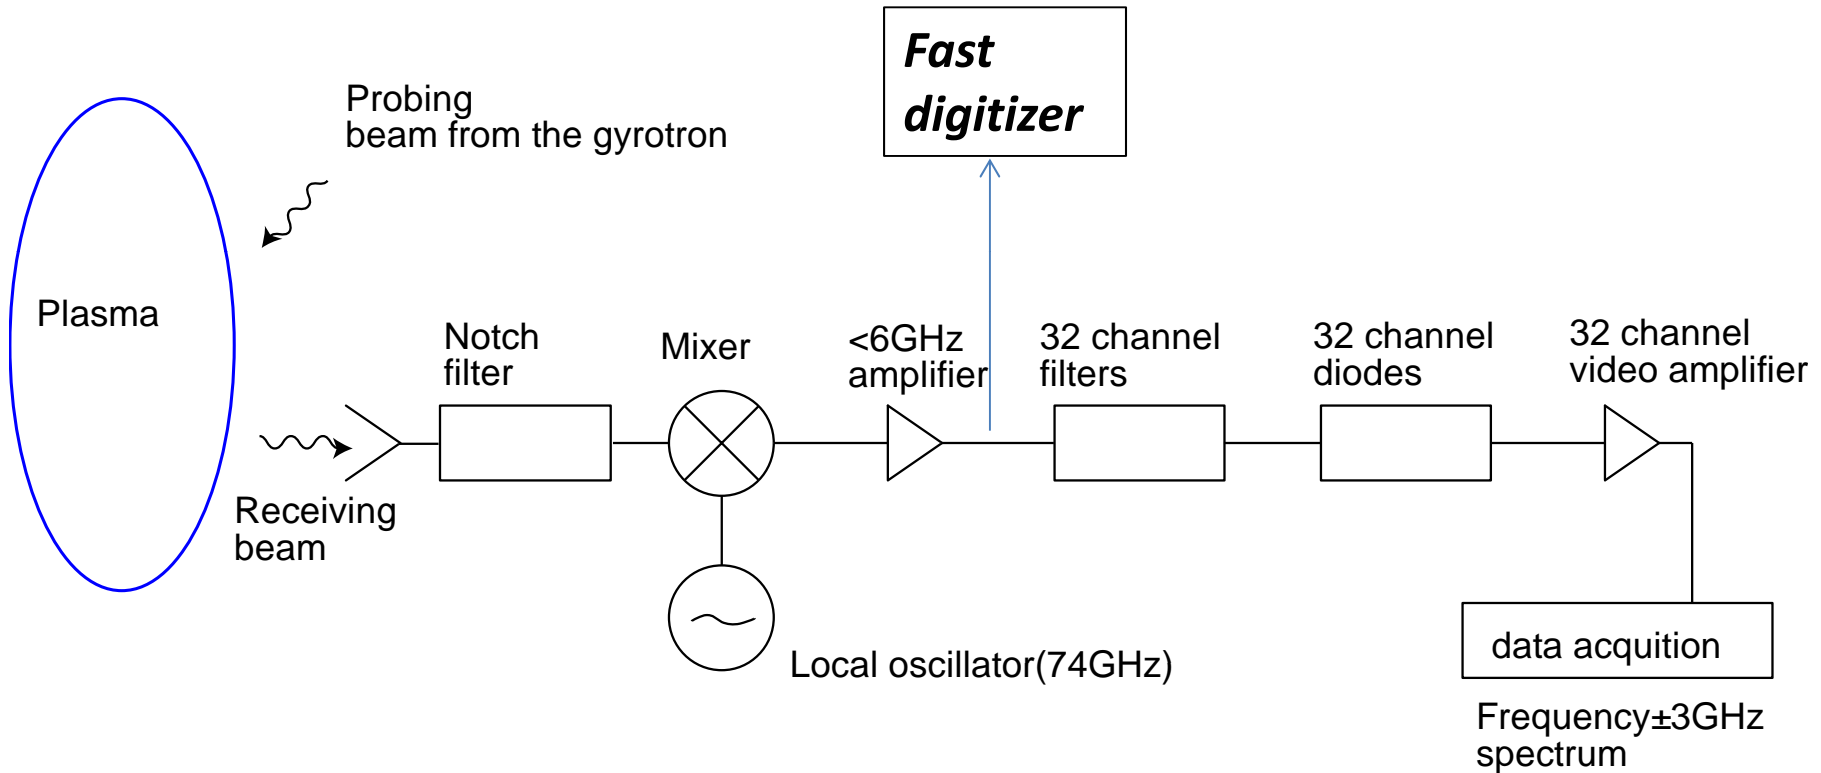 Fast
digitizer
Probing
beam from the gyrotron
Plasma
Notch
filter
Mixer
<6GHz
amplifier
32 channel
filters
32 channel
diodes
32 channel
video amplifier
Receiving
beam
Local oscillator(74GHz)
data acquition
Frequency±3GHz
spectrum